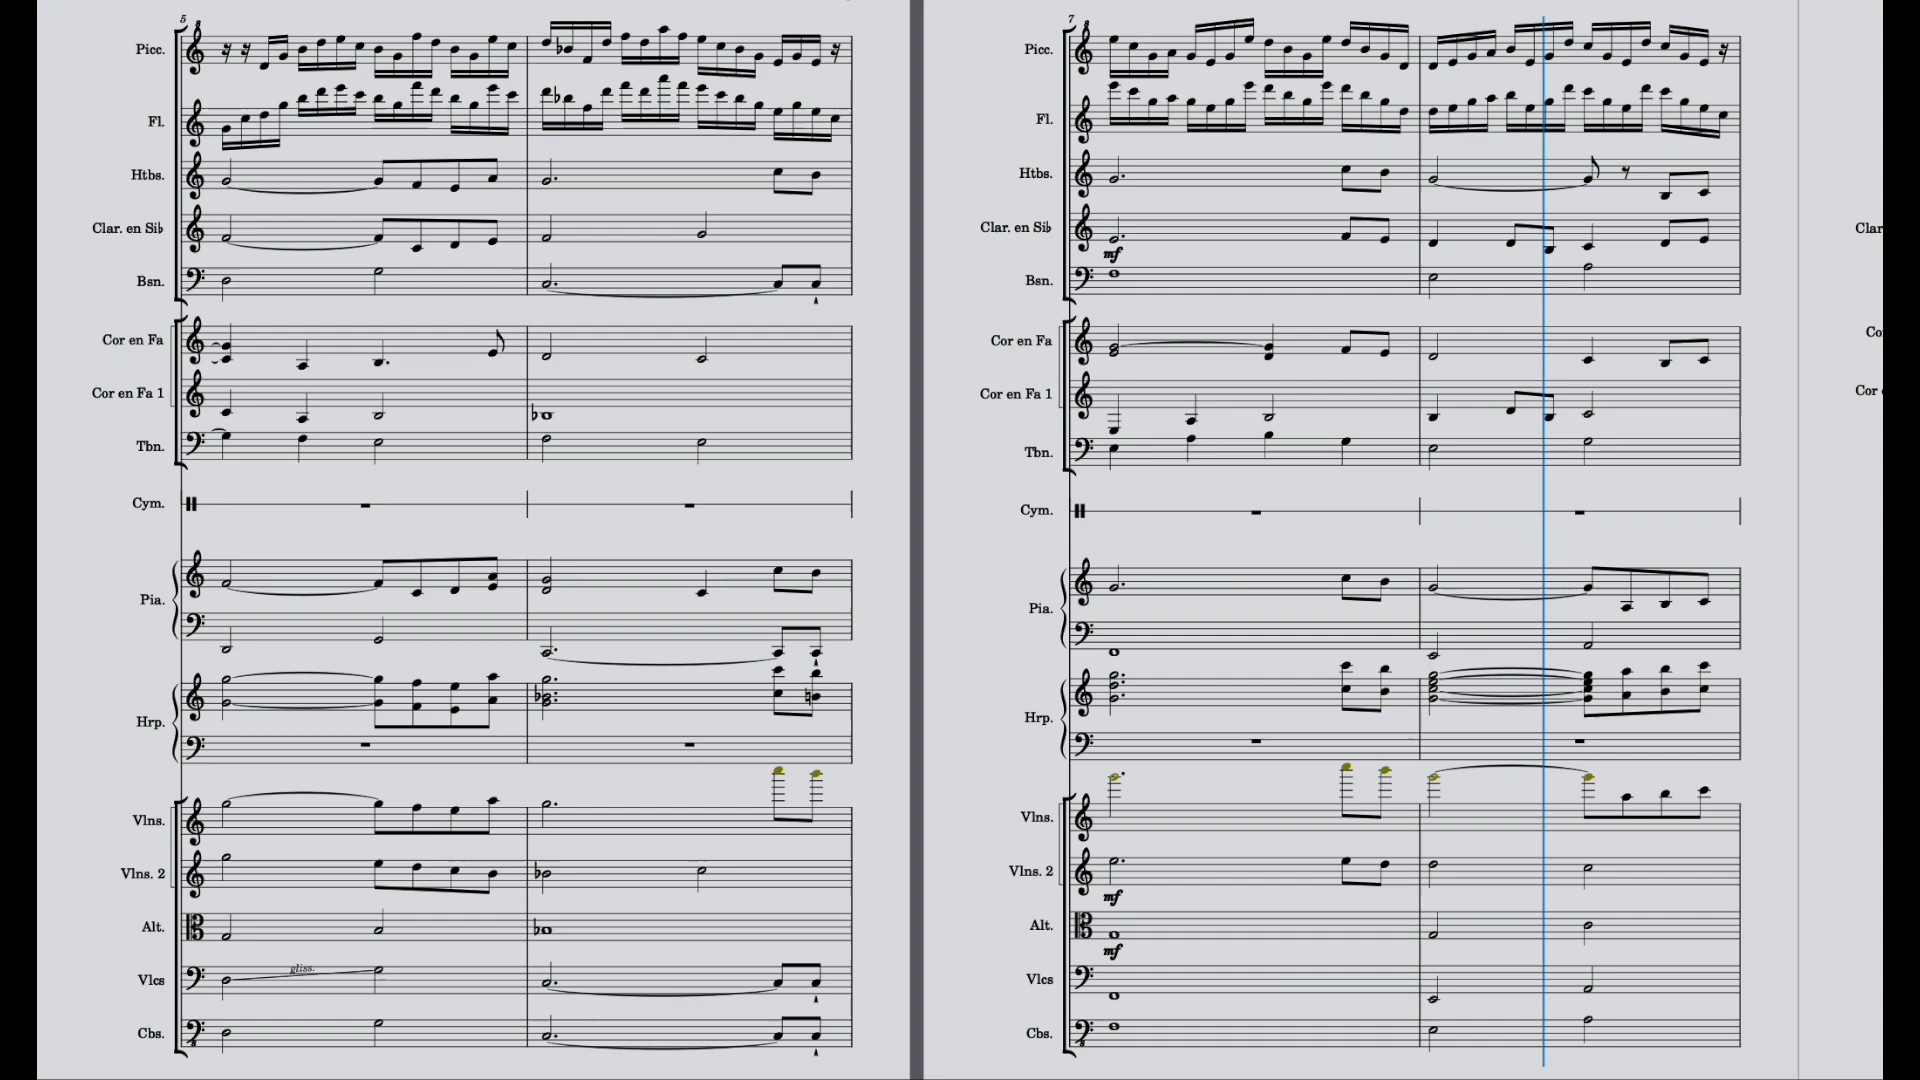 5
Picc.
Fl.
Htbs.
Clar. en Si♭
Bsn.
Cor en Fa
Cor en Fa 1
Tbn.
Cym.
Pia.
Hrp.
Vlns.
Vlns. 2
Alt.
gliss.
Vlcs
Cbs.
7
Picc.
Fl.
Htbs.
Clar. en Si♭
mf
Bsn.
Cor en Fa
Cor en Fa 1
Tbn.
Cym.
Pia.
Hrp.
Vlns.
Vlns. 2
mf
Alt.
mf
Vlcs
Cbs.
Clar
Co
Cor